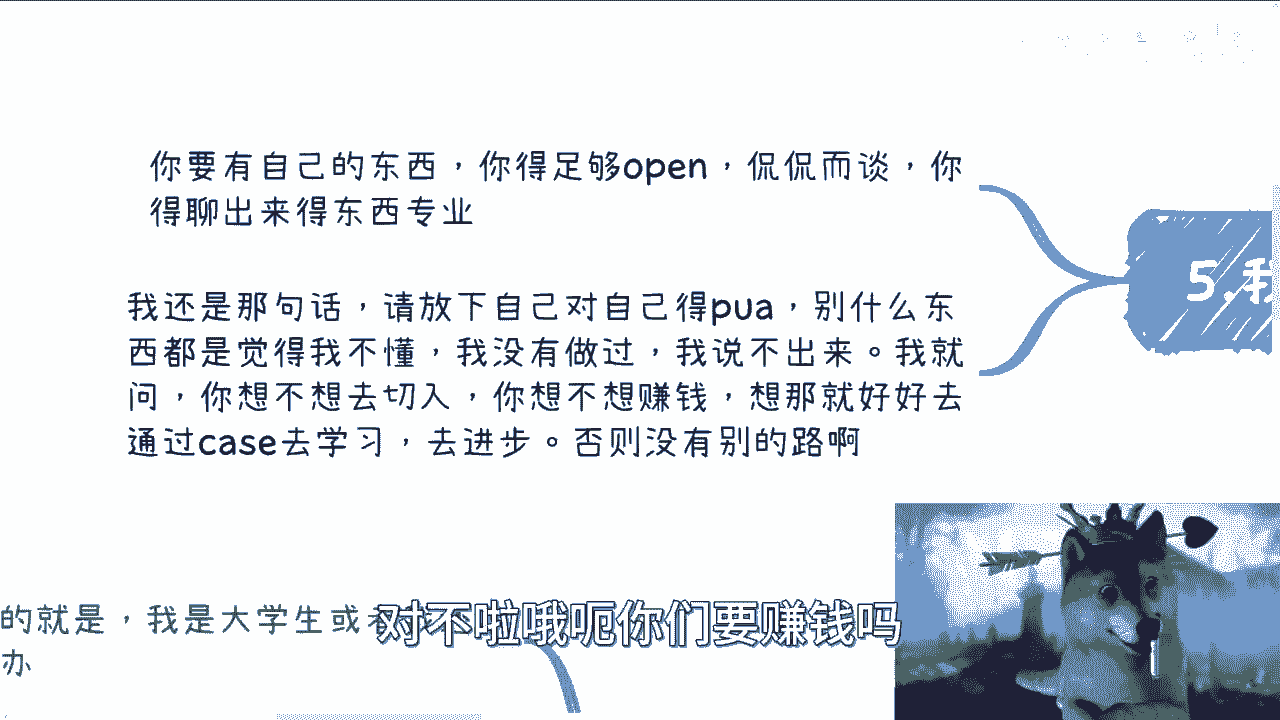 你要有自己的东西，你得足够open，侃侃而谈，你
得聊出来得东西专业
5.我
我还是那句话，请放下自己对自己得pua，别什么东
西都是觉得我不懂，我没有做过，我说不出来。我就
问，你想不想去切入，你想不想赚钱，想那就好好去
通过case去学习，去进步。否则没有别的路啊
的就是，我是大学生或者
办
对不啦哦呃你们要赚钱吗